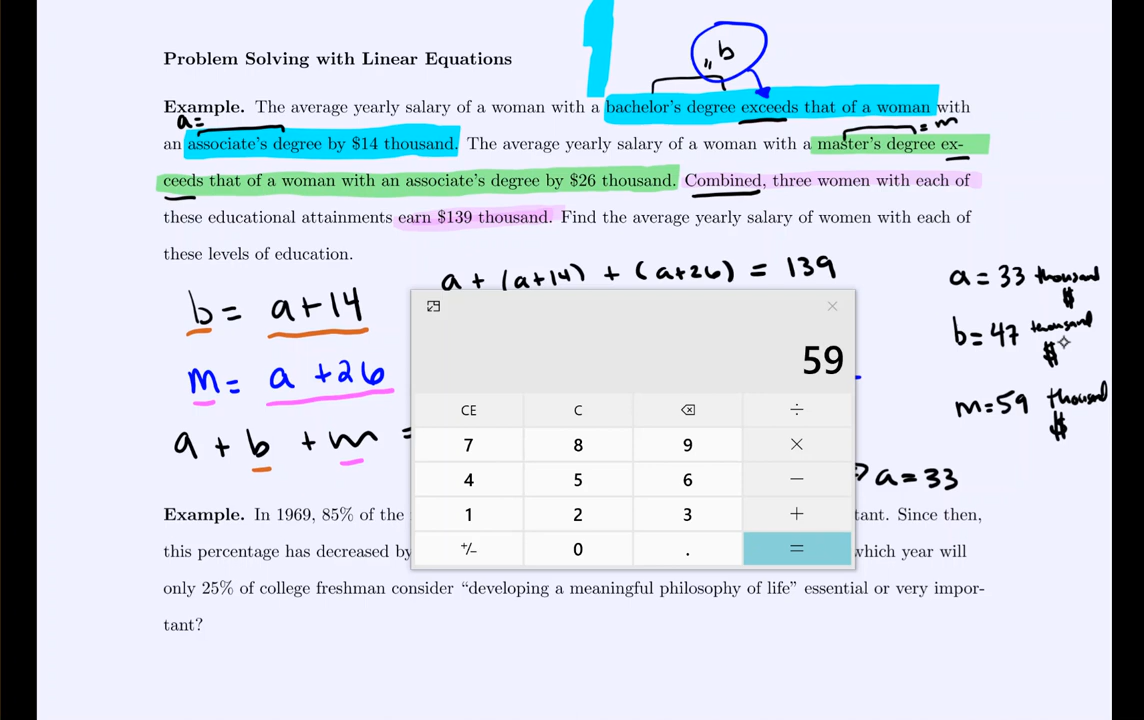 Problem Solving with Linear Equations
b
Example. The average yearly salary of a woman with a bachelor's degree exceeds that of a woman with
a= = m
an associate's degree by $14 thousand. The average yearly salary of a woman with a master's degree ex-
ceeds that of a woman with an associate's degree by $26 thousand. Combined, three women with each of
these educational attainments earn $139 thousand. Find the average yearly salary of women with each of
these levels of education.
a + (a+14) + (a+26) = 139
a = 33 thousand $
b = a+14
b = 47 thousand $
m = a +26
m = 59 thousand $
a + b + m =
a = 33
59
CE C ⌫ ÷
7 8 9 ×
4 5 6 −
1 2 3 +
+/− 0 . =
Example. In 1969, 85% of the tant. Since then,
this percentage has decreased by which year will
only 25% of college freshman consider “developing a meaningful philosophy of life” essential or very impor-
tant?